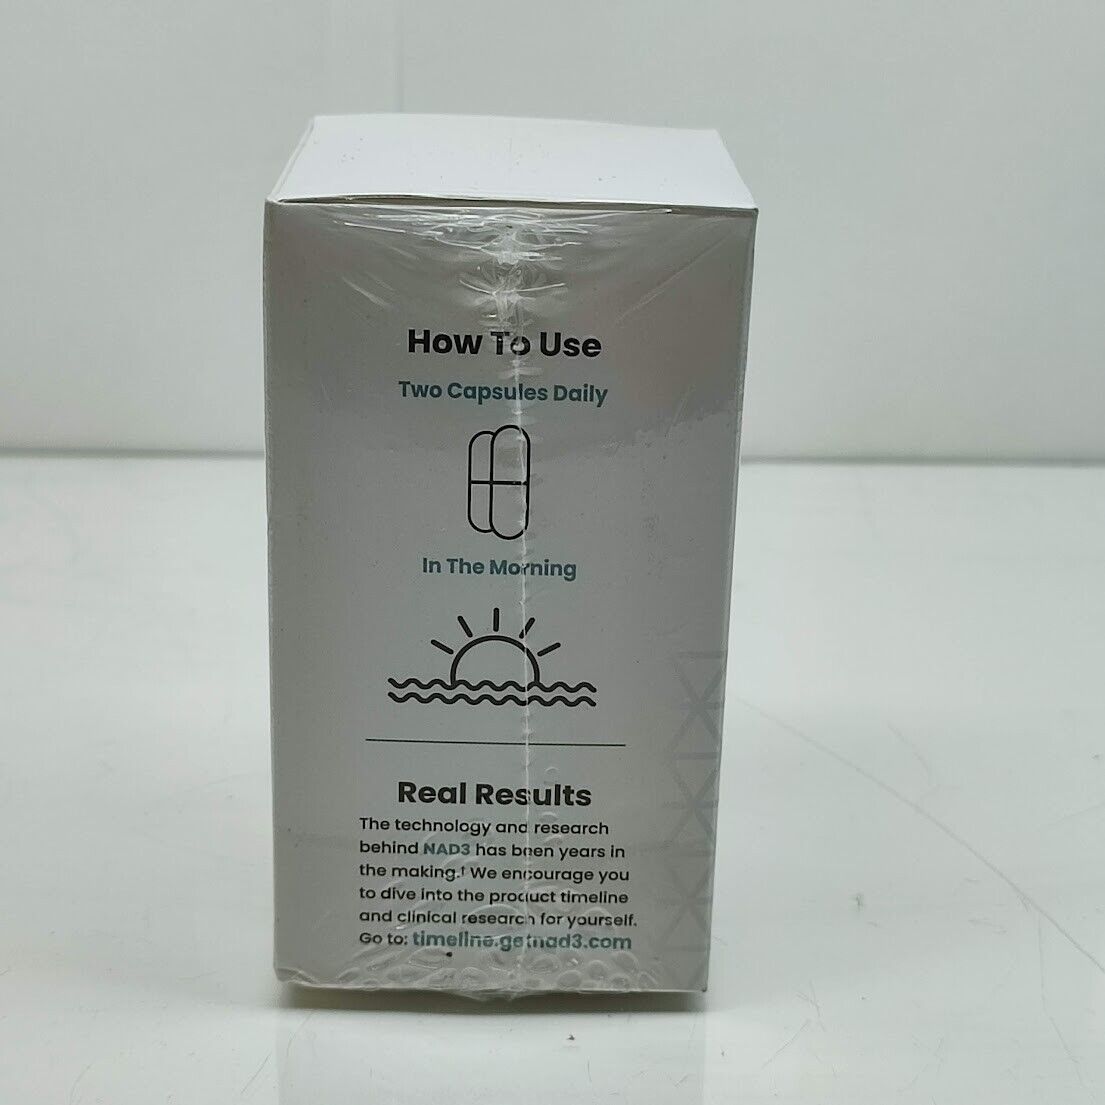 How To Use
Two Capsules Daily
In The Morning
Real Results
The technology and research
behind NAD3 has been years in
the making.† We encourage you
to dive into the product timeline
and clinical research for yourself.
Go to: timeline.getnad3.com